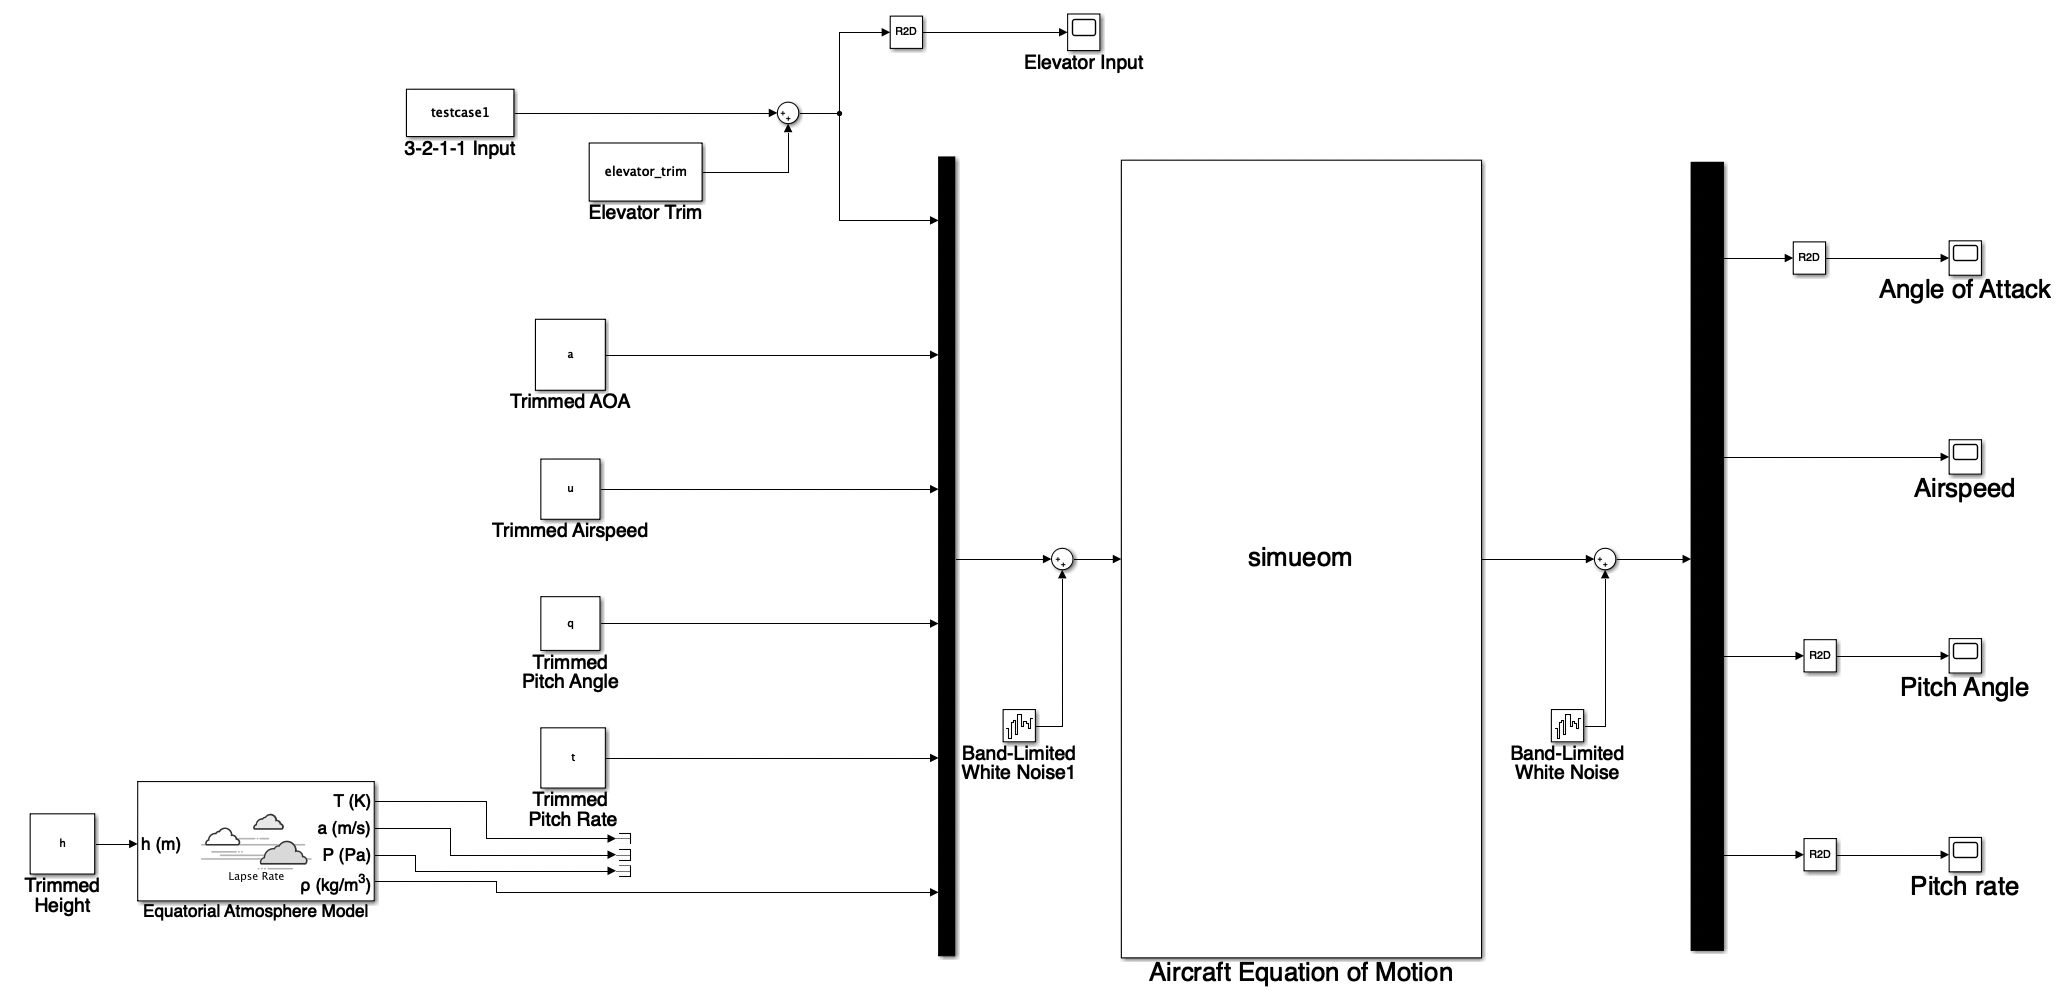 R2D
Elevator Input
testcase1
3-2-1-1 Input
elevator_trim
Elevator Trim
a
Trimmed AOA
u
Trimmed Airspeed
q
Trimmed
Pitch Angle
t
Trimmed
Pitch Rate
h
Trimmed
Height
h (m)
T (K)
a (m/s)
P (Pa)
ρ (kg/m³)
Lapse Rate
Equatorial Atmosphere Model
Band-Limited
White Noise1
simueom
Aircraft Equation of Motion
Band-Limited
White Noise
R2D
Angle of Attack
Airspeed
R2D
Pitch Angle
R2D
Pitch rate